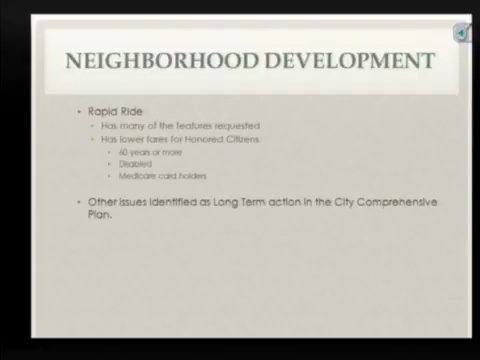 NEIGHBORHOOD DEVELOPMENT
• Rapid Ride
• Has many of the features requested
• Has lower fares for Honored Citizens
• 60 years or more
• Disabled
• Medicare card holders
• Other issues identified as Long Term action in the City Comprehensive
Plan.